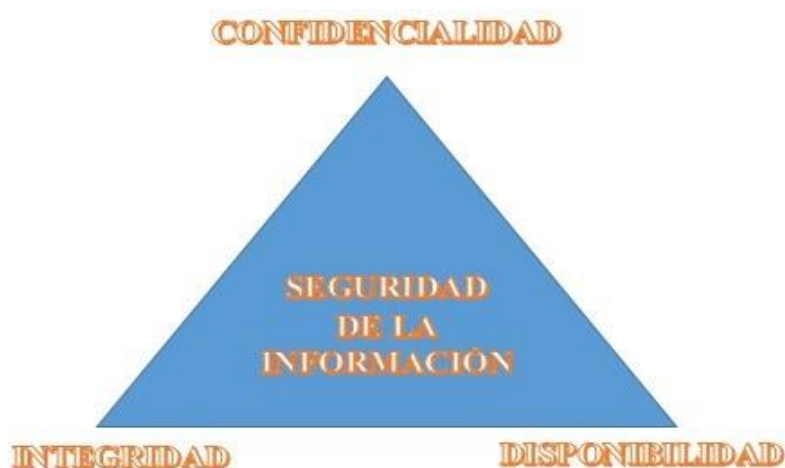 CONFIDENCIALIDAD
SEGURIDAD
DE LA
INFORMACIÓN
INTEGRIDAD
DISPONIBILIDAD